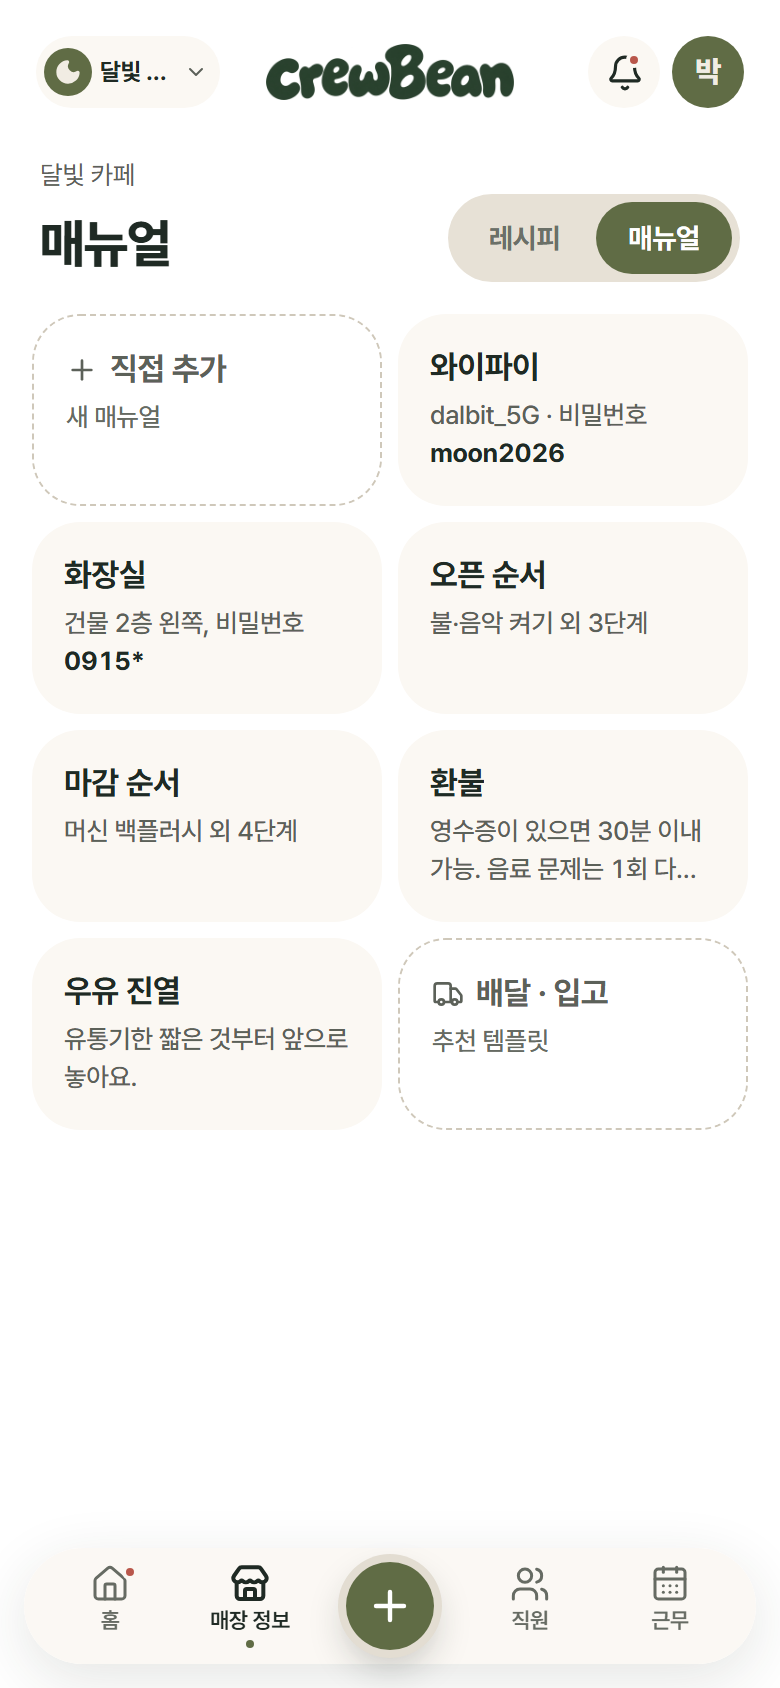 달빛 ...
CrewBean
박
달빛 카페
매뉴얼
레시피
매뉴얼
직접 추가
새 매뉴얼
와이파이
dalbit_5G · 비밀번호
moon2026
화장실
건물 2층 왼쪽, 비밀번호
0915*
오픈 순서
불·음악 켜기 외 3단계
마감 순서
머신 백플러시 외 4단계
환불
영수증이 있으면 30분 이내
가능. 음료 문제는 1회 다...
우유 진열
유통기한 짧은 것부터 앞으로
놓아요.
배달 · 입고
추천 템플릿
홈
매장 정보
직원
근무